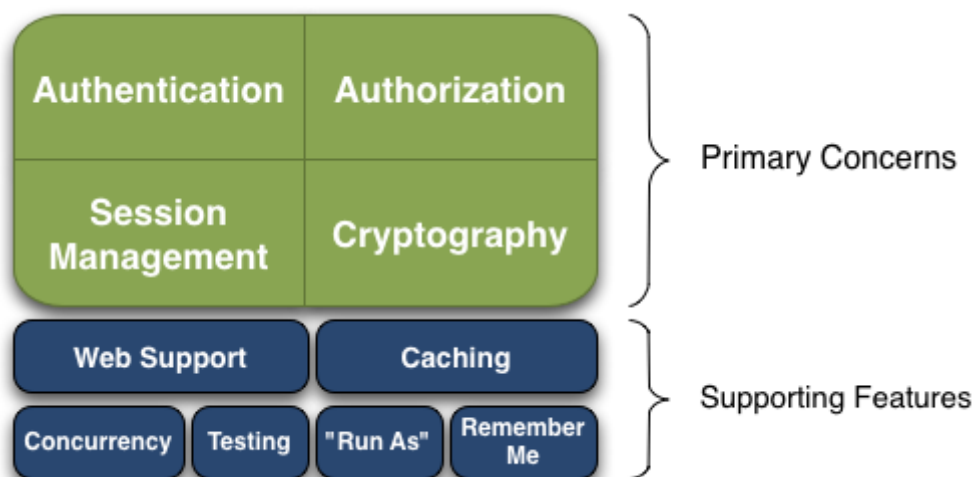 Authentication
Authorization
Session
Management
Cryptography
Primary Concerns
Web Support
Caching
Concurrency
Testing
"Run As"
Remember
Me
Supporting Features